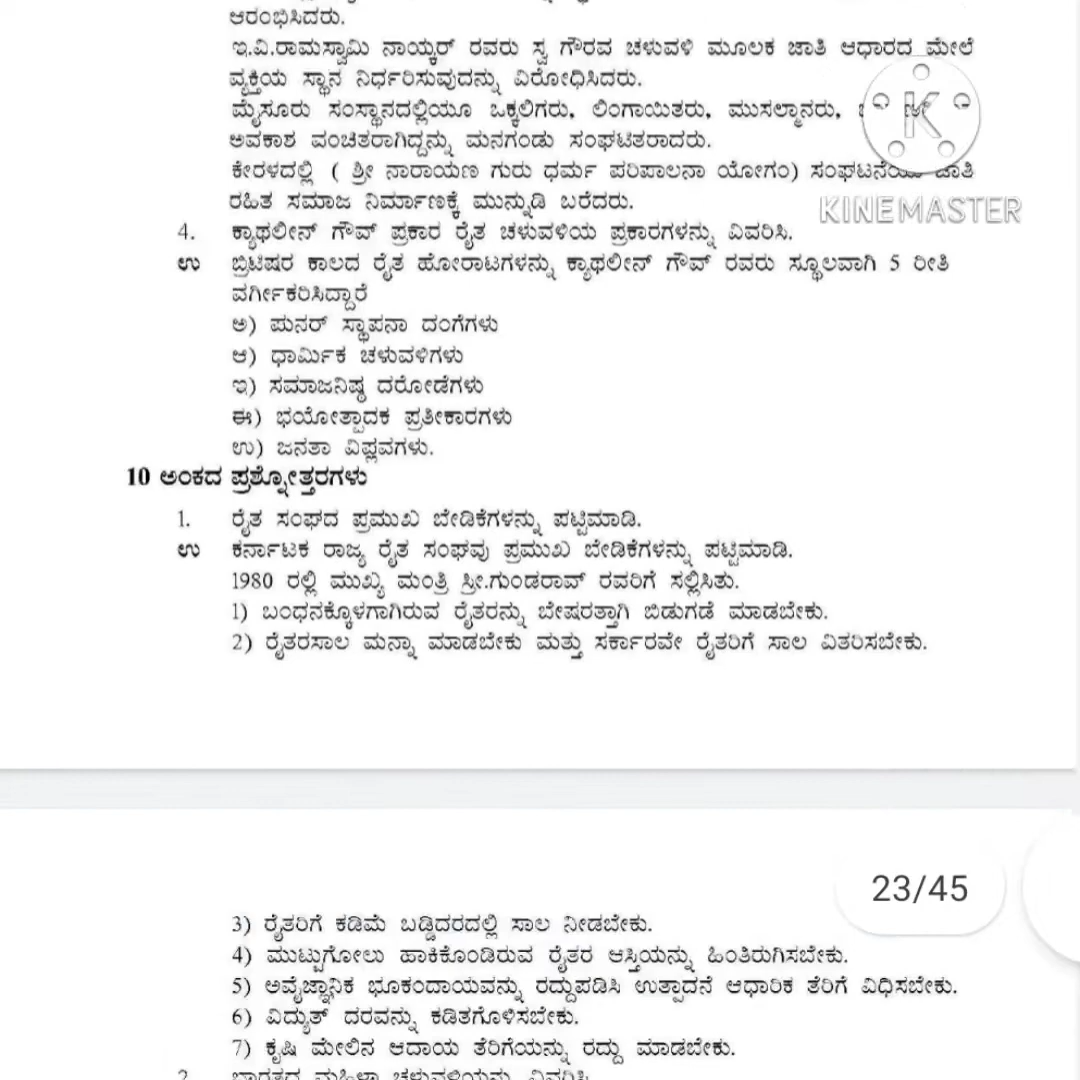 ಆರಂಭಿಸಿದರು.
ಇ.ವಿ.ರಾಮಸ್ವಾಮಿ ನಾಯ್ಕರ್ ರವರು ಸ್ವ ಗೌರವ ಚಳುವಳಿ ಮೂಲಕ ಜಾತಿ ಆಧಾರದ ಮೇಲೆ
ವ್ಯಕ್ತಿಯ ಸ್ಥಾನ ನಿರ್ಧರಿಸುವುದನ್ನು ವಿರೋಧಿಸಿದರು.
ಮೈಸೂರು ಸಂಸ್ಥಾನದಲ್ಲಿಯೂ ಒಕ್ಕಲಿಗರು, ಲಿಂಗಾಯಿತರು, ಮುಸಲ್ಮಾನರು,
ಅವಕಾಶ ವಂಚಿತರಾಗಿದ್ದನ್ನು ಮನಗಂಡು ಸಂಘಟಿತರಾದರು.
ಕೇರಳದಲ್ಲಿ ( ಶ್ರೀ ನಾರಾಯಣ ಗುರು ಧರ್ಮ ಪರಿಪಾಲನಾ ಯೋಗಂ) ಜಾತಿ
ರಹಿತ ಸಮಾಜ ನಿರ್ಮಾಣಕ್ಕೆ ಮುನ್ನುಡಿ ಬರೆದರು.
KINEMASTER
4. ಕ್ಯಾಥಲೀನ್ ಗೌವ್ ಪ್ರಕಾರ ರೈತ ಚಳುವಳಿಯ ಪ್ರಕಾರಗಳನ್ನು ವಿವರಿಸಿ.
ಉ ಬ್ರಿಟಿಷರ ಕಾಲದ ರೈತ ಹೋರಾಟಗಳನ್ನು ಕ್ಯಾಥಲೀನ್ ಗೌವ್ ರವರು ಸ್ಥೂಲವಾಗಿ 5 ರೀತಿ
ವರ್ಗೀಕರಿಸಿದ್ದಾರೆ
ಅ) ಪುನರ್ ಸ್ಥಾಪನಾ ದಂಗೆಗಳು
ಆ) ಧಾರ್ಮಿಕ ಚಳುವಳಿಗಳು
ಇ) ಸಮಾಜನಿಷ್ಠ ದರೋಡೆಗಳು
ಈ) ಭಯೋತ್ಪಾದಕ ಪ್ರತೀಕಾರಗಳು
ಉ) ಜನತಾ ವಿಪ್ಲವಗಳು.
10 ಅಂಕದ ಪ್ರಶ್ನೋತ್ತರಗಳು
1. ರೈತ ಸಂಘದ ಪ್ರಮುಖ ಬೇಡಿಕೆಗಳನ್ನು ಪಟ್ಟಿಮಾಡಿ.
ಉ ಕರ್ನಾಟಕ ರಾಜ್ಯ ರೈತ ಸಂಘವು ಪ್ರಮುಖ ಬೇಡಿಕೆಗಳನ್ನು ಪಟ್ಟಿಮಾಡಿ.
1980 ರಲ್ಲಿ ಮುಖ್ಯ ಮಂತ್ರಿ ಸ್ರೀ.ಗುಂಡರಾವ್ ರವರಿಗೆ ಸಲ್ಲಿಸಿತು.
1) ಬಂಧನಕ್ಕೊಳಗಾಗಿರುವ ರೈತರನ್ನು ಬೇಷರತ್ತಾಗಿ ಬಿಡುಗಡೆ ಮಾಡಬೇಕು.
2) ರೈತರಸಾಲ ಮನ್ನಾ ಮಾಡಬೇಕು ಮತ್ತು ಸರ್ಕಾರವೇ ರೈತರಿಗೆ ಸಾಲ ವಿತರಿಸಬೇಕು.
23/45
3) ರೈತರಿಗೆ ಕಡಿಮೆ ಬಡ್ಡಿದರದಲ್ಲಿ ಸಾಲ ನೀಡಬೇಕು.
4) ಮುಟ್ಟುಗೋಲು ಹಾಕಿಕೊಂಡಿರುವ ರೈತರ ಆಸ್ತಿಯನ್ನು ಹಿಂತಿರುಗಿಸಬೇಕು.
5) ಅವೈಜ್ಞಾನಿಕ ಭೂಕಂದಾಯವನ್ನು ರದ್ದುಪಡಿಸಿ ಉತ್ಪಾದನೆ ಆಧಾರಿಕ ತೆರಿಗೆ ವಿಧಿಸಬೇಕು.
6) ವಿದ್ಯುತ್ ದರವನ್ನು ಕಡಿತಗೊಳಿಸಬೇಕು.
7) ಕೃಷಿ ಮೇಲಿನ ಆದಾಯ ತೆರಿಗೆಯನ್ನು ರದ್ದು ಮಾಡಬೇಕು.
2. ಭಾರತದ ಮಹಿಳಾ ಚಳುವಳಿಯನ್ನು ವಿವರಿಸಿ